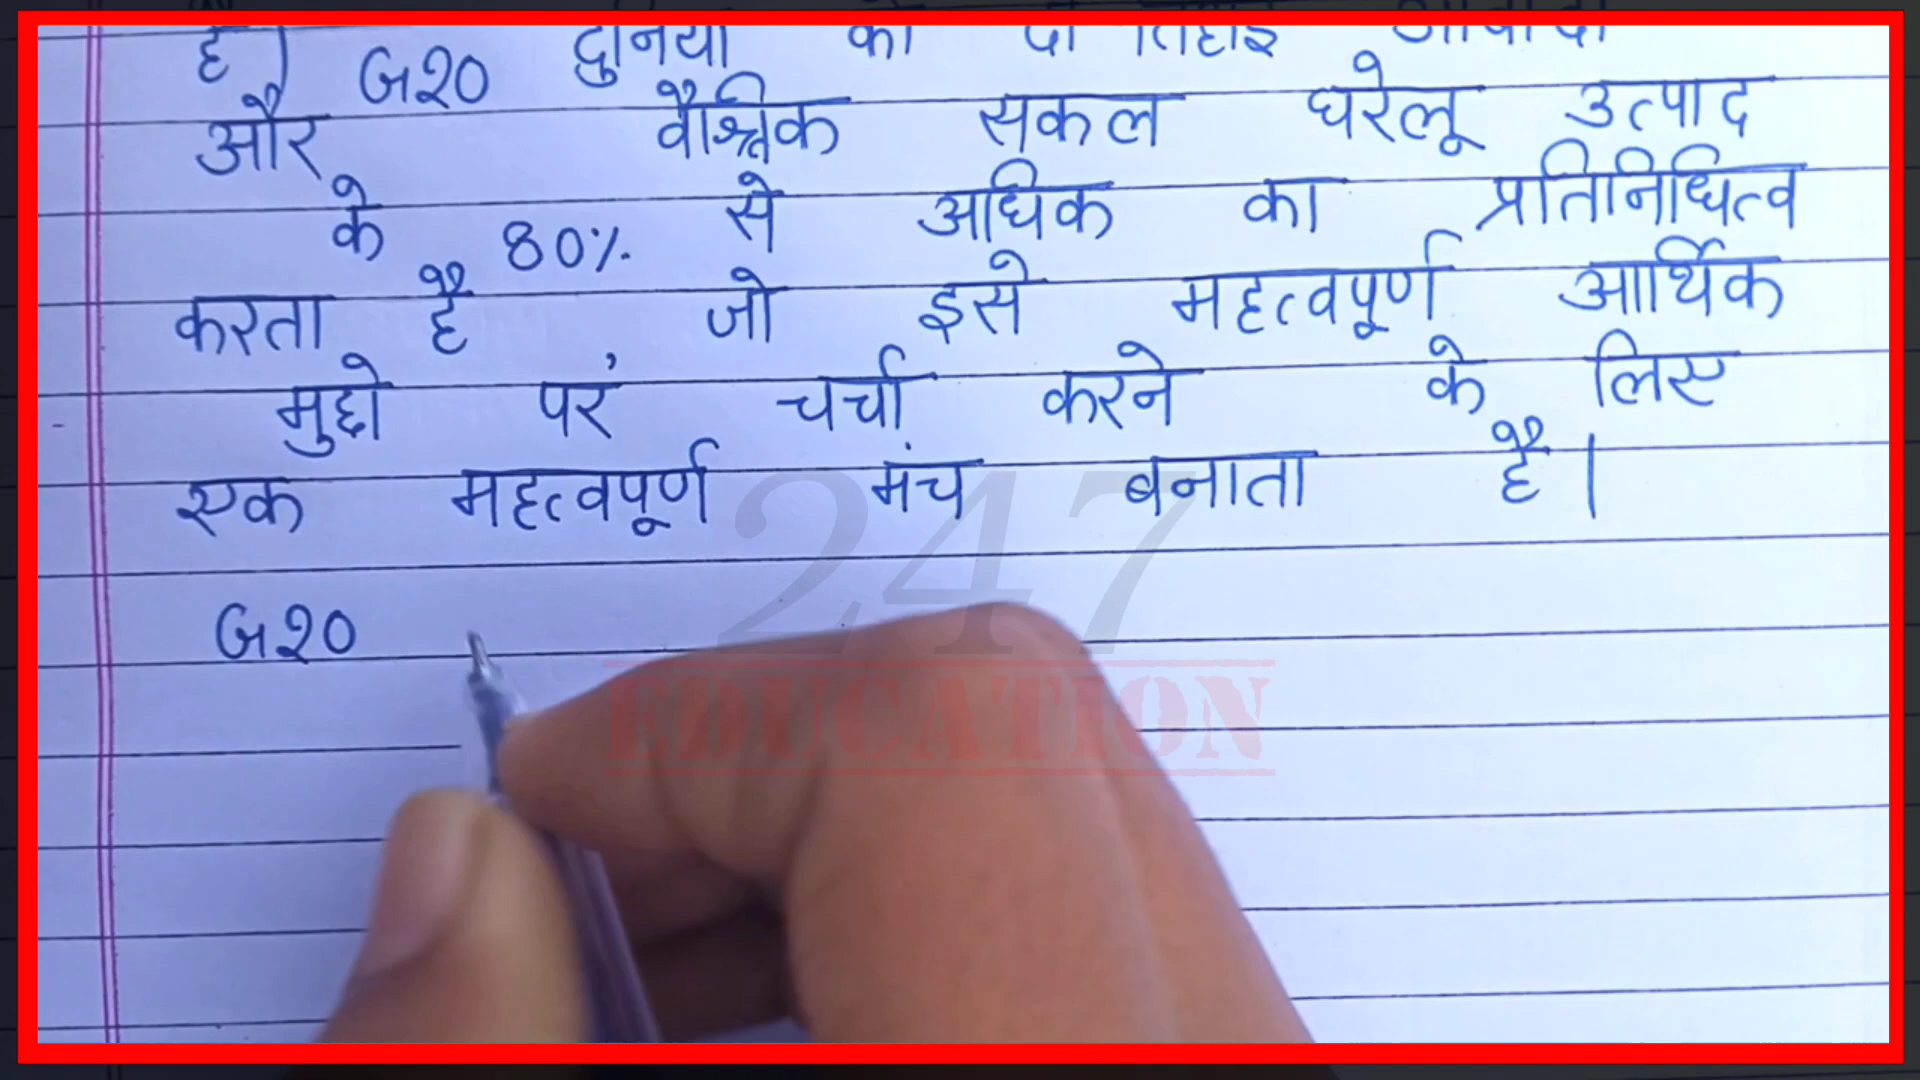 है। G20 दुनिया की दो तिहाई आबादी
और वैश्विक सकल घरेलू उत्पाद
के 80% से अधिक का प्रतिनिधित्व
करता है जो इसे महत्वपूर्ण आर्थिक
मुद्दो पर चर्चा करने के लिए
एक महत्वपूर्ण मंच बनाता है।
G20
247
EDUCATION